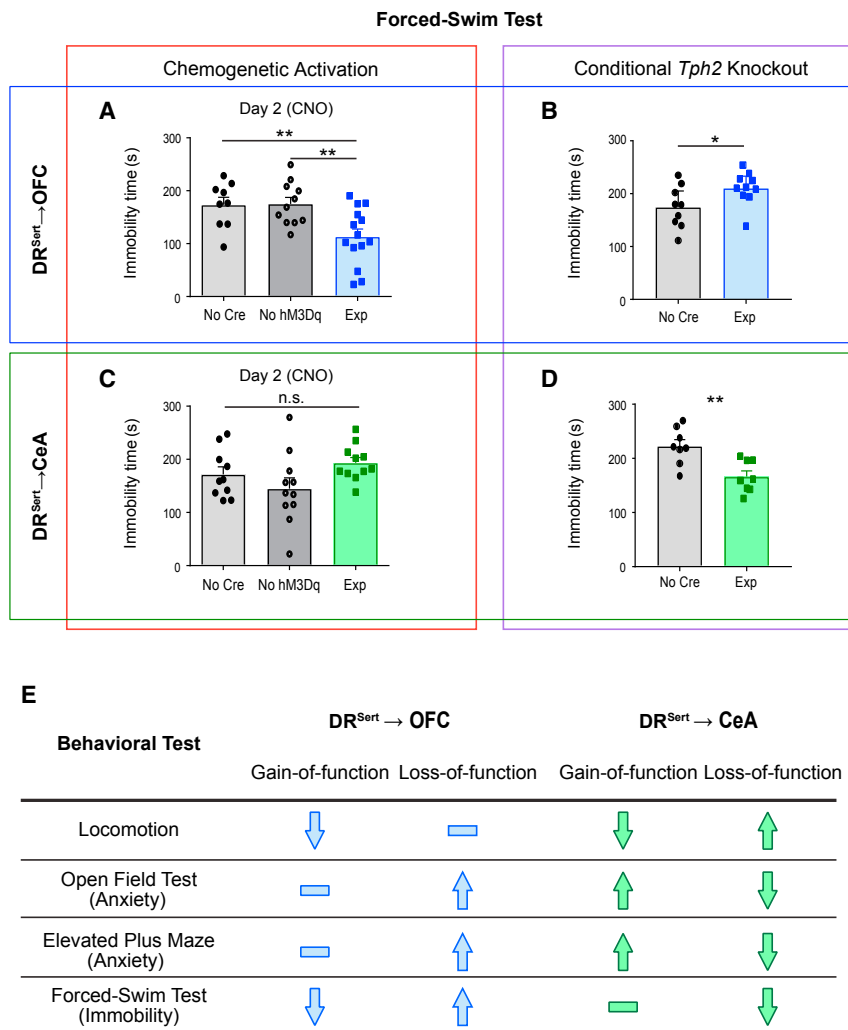 Forced-Swim Test
Chemogenetic Activation
Conditional Tph2 Knockout
DRSert→OFC
A
Day 2 (CNO)
**
**
Immobility time (s)
300
200
100
0
No Cre No hM3Dq Exp
B
*
Immobility time (s)
300
200
100
0
No Cre Exp
DRSert→CeA
C
Day 2 (CNO)
n.s.
Immobility time (s)
300
200
100
0
No Cre No hM3Dq Exp
D
**
Immobility time (s)
300
200
100
0
No Cre Exp
E
Behavioral Test
DRSert → OFC
DRSert → CeA
Gain-of-function Loss-of-function Gain-of-function Loss-of-function
Locomotion
Open Field Test
(Anxiety)
Elevated Plus Maze
(Anxiety)
Forced-Swim Test
(Immobility)